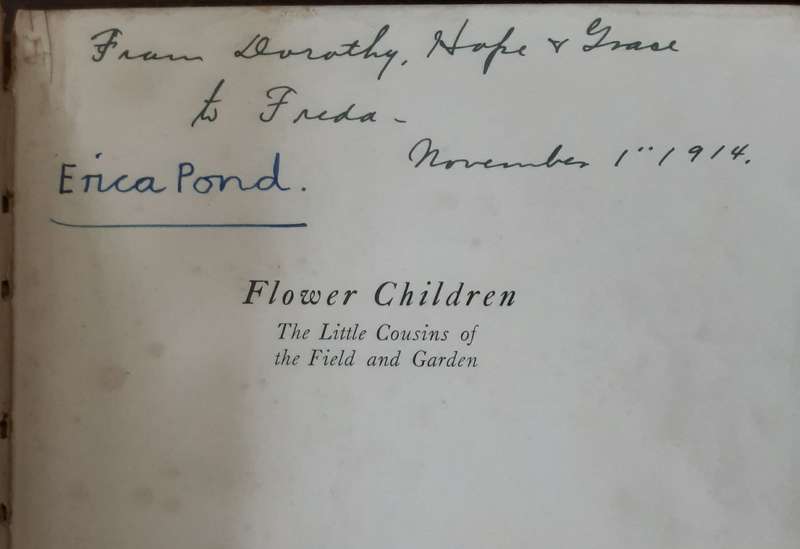 From Dorothy, Hope & Grace
to Freda -
November 1" 1914.
Erica Pond.
Flower Children
The Little Cousins of
the Field and Garden